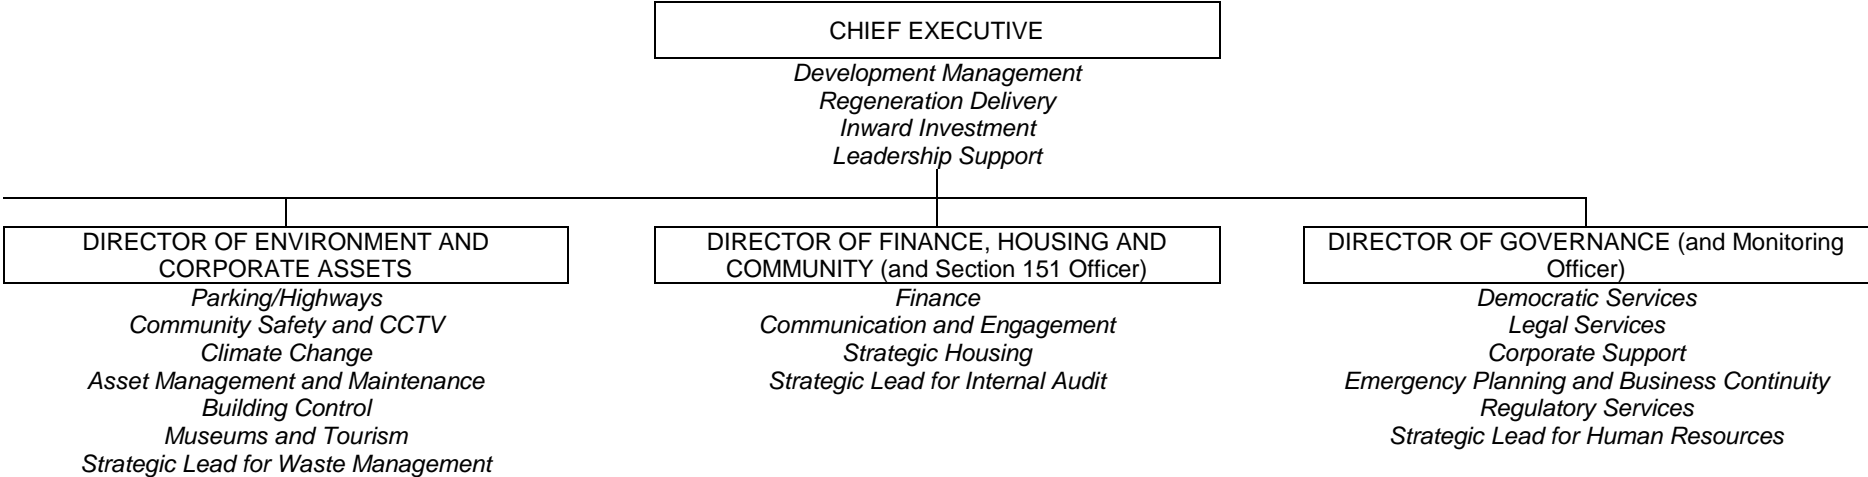 CHIEF EXECUTIVE
Development Management
Regeneration Delivery
Inward Investment
Leadership Support
DIRECTOR OF ENVIRONMENT AND
CORPORATE ASSETS
Parking/Highways
Community Safety and CCTV
Climate Change
Asset Management and Maintenance
Building Control
Museums and Tourism
Strategic Lead for Waste Management
DIRECTOR OF FINANCE, HOUSING AND
COMMUNITY (and Section 151 Officer)
Finance
Communication and Engagement
Strategic Housing
Strategic Lead for Internal Audit
DIRECTOR OF GOVERNANCE (and Monitoring
Officer)
Democratic Services
Legal Services
Corporate Support
Emergency Planning and Business Continuity
Regulatory Services
Strategic Lead for Human Resources